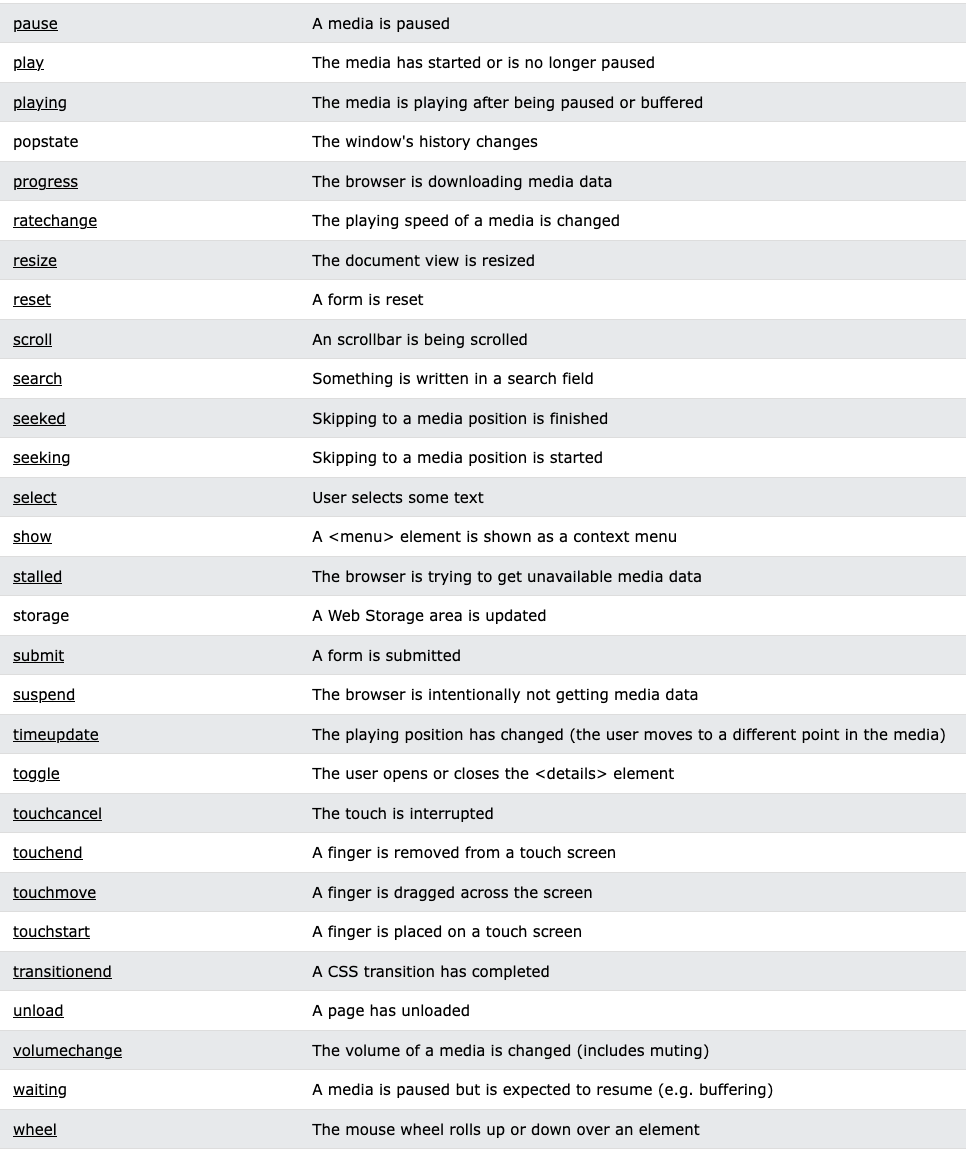 pause A media is paused
play The media has started or is no longer paused
playing The media is playing after being paused or buffered
popstate The window's history changes
progress The browser is downloading media data
ratechange The playing speed of a media is changed
resize The document view is resized
reset A form is reset
scroll An scrollbar is being scrolled
search Something is written in a search field
seeked Skipping to a media position is finished
seeking Skipping to a media position is started
select User selects some text
show A <menu> element is shown as a context menu
stalled The browser is trying to get unavailable media data
storage A Web Storage area is updated
submit A form is submitted
suspend The browser is intentionally not getting media data
timeupdate The playing position has changed (the user moves to a different point in the media)
toggle The user opens or closes the <details> element
touchcancel The touch is interrupted
touchend A finger is removed from a touch screen
touchmove A finger is dragged across the screen
touchstart A finger is placed on a touch screen
transitionend A CSS transition has completed
unload A page has unloaded
volumechange The volume of a media is changed (includes muting)
waiting A media is paused but is expected to resume (e.g. buffering)
wheel The mouse wheel rolls up or down over an element